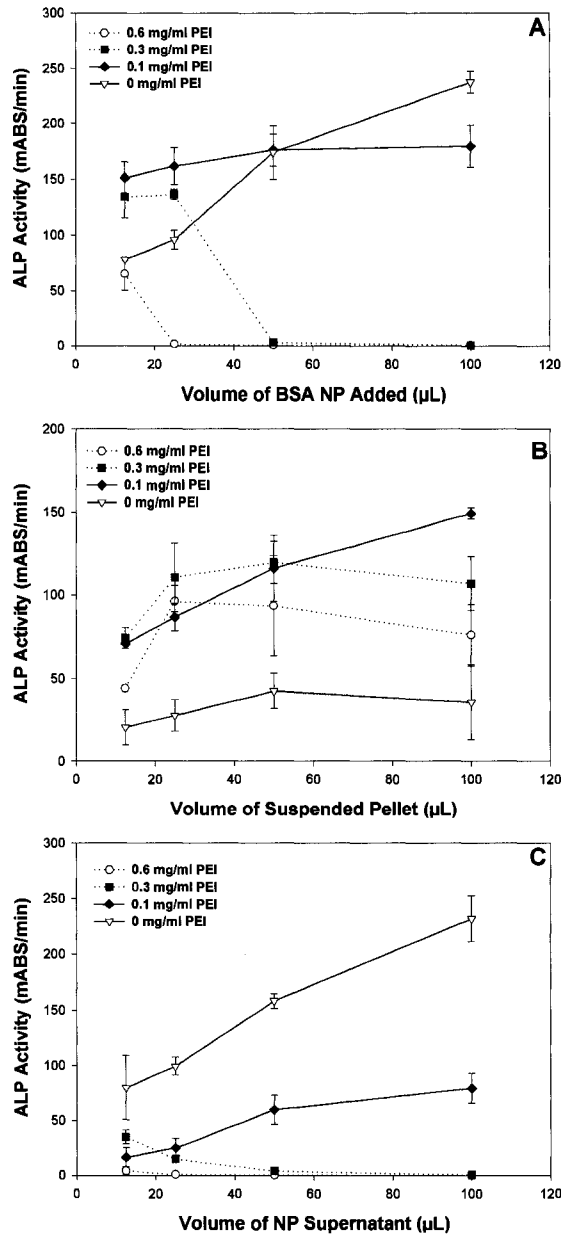 A
0.6 mg/ml PEI
0.3 mg/ml PEI
0.1 mg/ml PEI
0 mg/ml PEI
ALP Activity (mABS/min)
300
250
200
150
100
50
0
0 20 40 60 80 100 120
Volume of BSA NP Added (µL)
B
0.6 mg/ml PEI
0.3 mg/ml PEI
0.1 mg/ml PEI
0 mg/ml PEI
ALP Activity (mABS/min)
200
150
100
50
0
0 20 40 60 80 100 120
Volume of Suspended Pellet (µL)
C
0.6 mg/ml PEI
0.3 mg/ml PEI
0.1 mg/ml PEI
0 mg/ml PEI
ALP Activity (mABS/min)
300
250
200
150
100
50
0
0 20 40 60 80 100 120
Volume of NP Supernatant (µL)